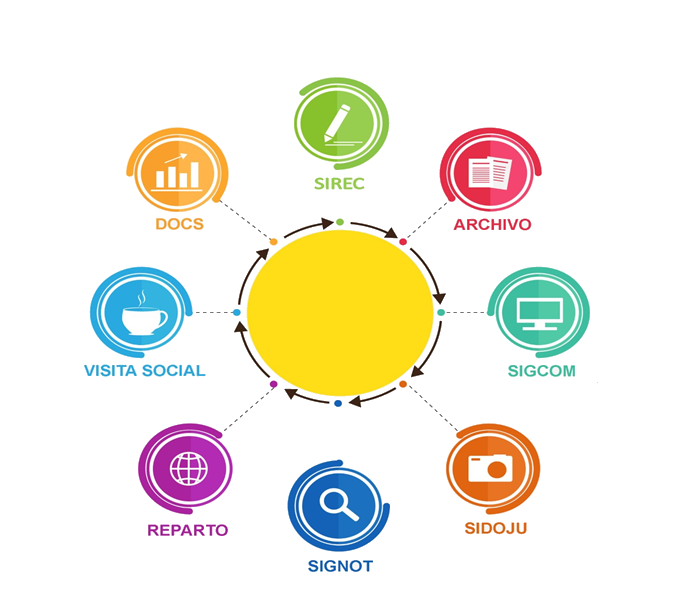 SIREC
DOCS
ARCHIVO
VISITA SOCIAL
SIGCOM
REPARTO
SIDOJU
SIGNOT